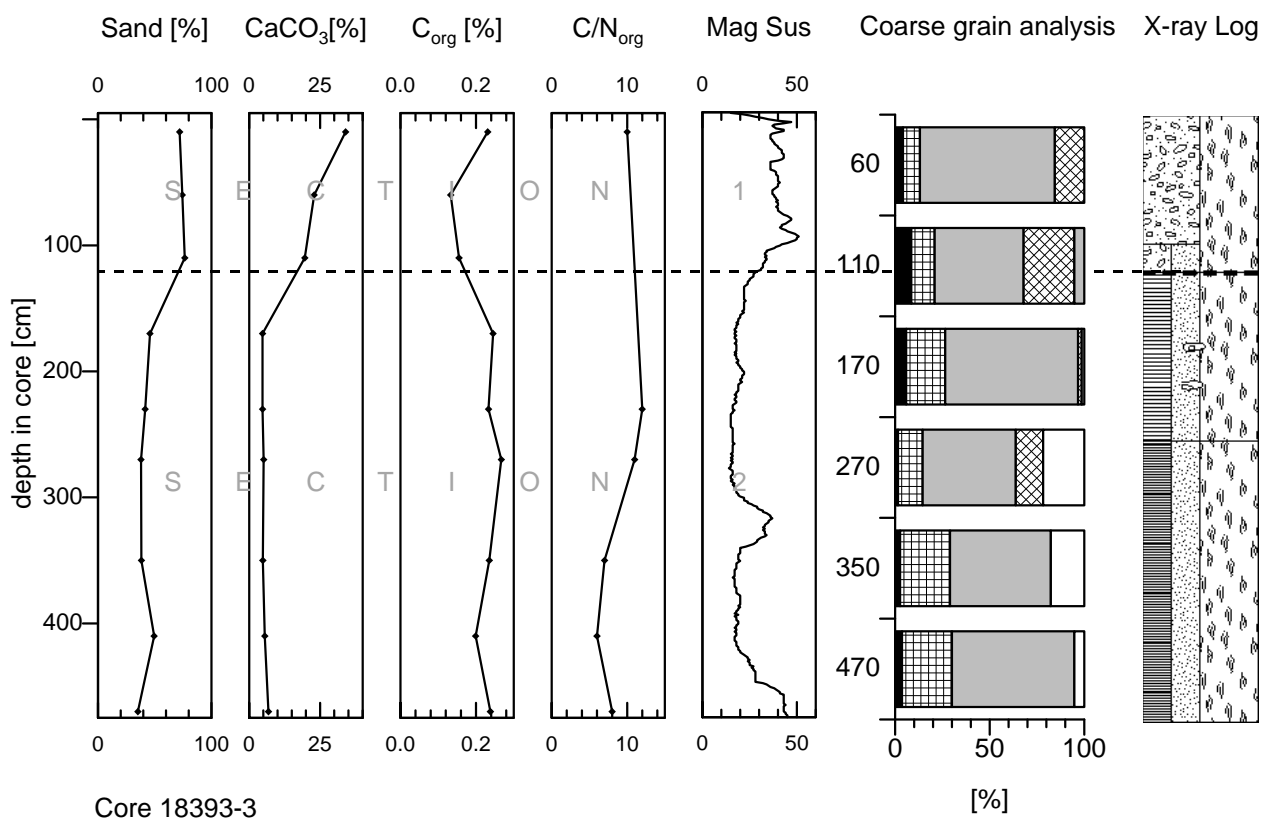 Sand [%] CaCO3[%] Corg [%] C/Norg Mag Sus Coarse grain analysis X-ray Log
0 100 0 25 0.0 0.2 0 10 0 50
60
S E C T I O N 1
100
110
170
200
depth in core [cm]
270
S E C T I O N 2
300
350
400
470
0 100 0 25 0.0 0.2 0 10 0 50 0 50 100
[%]
Core 18393-3